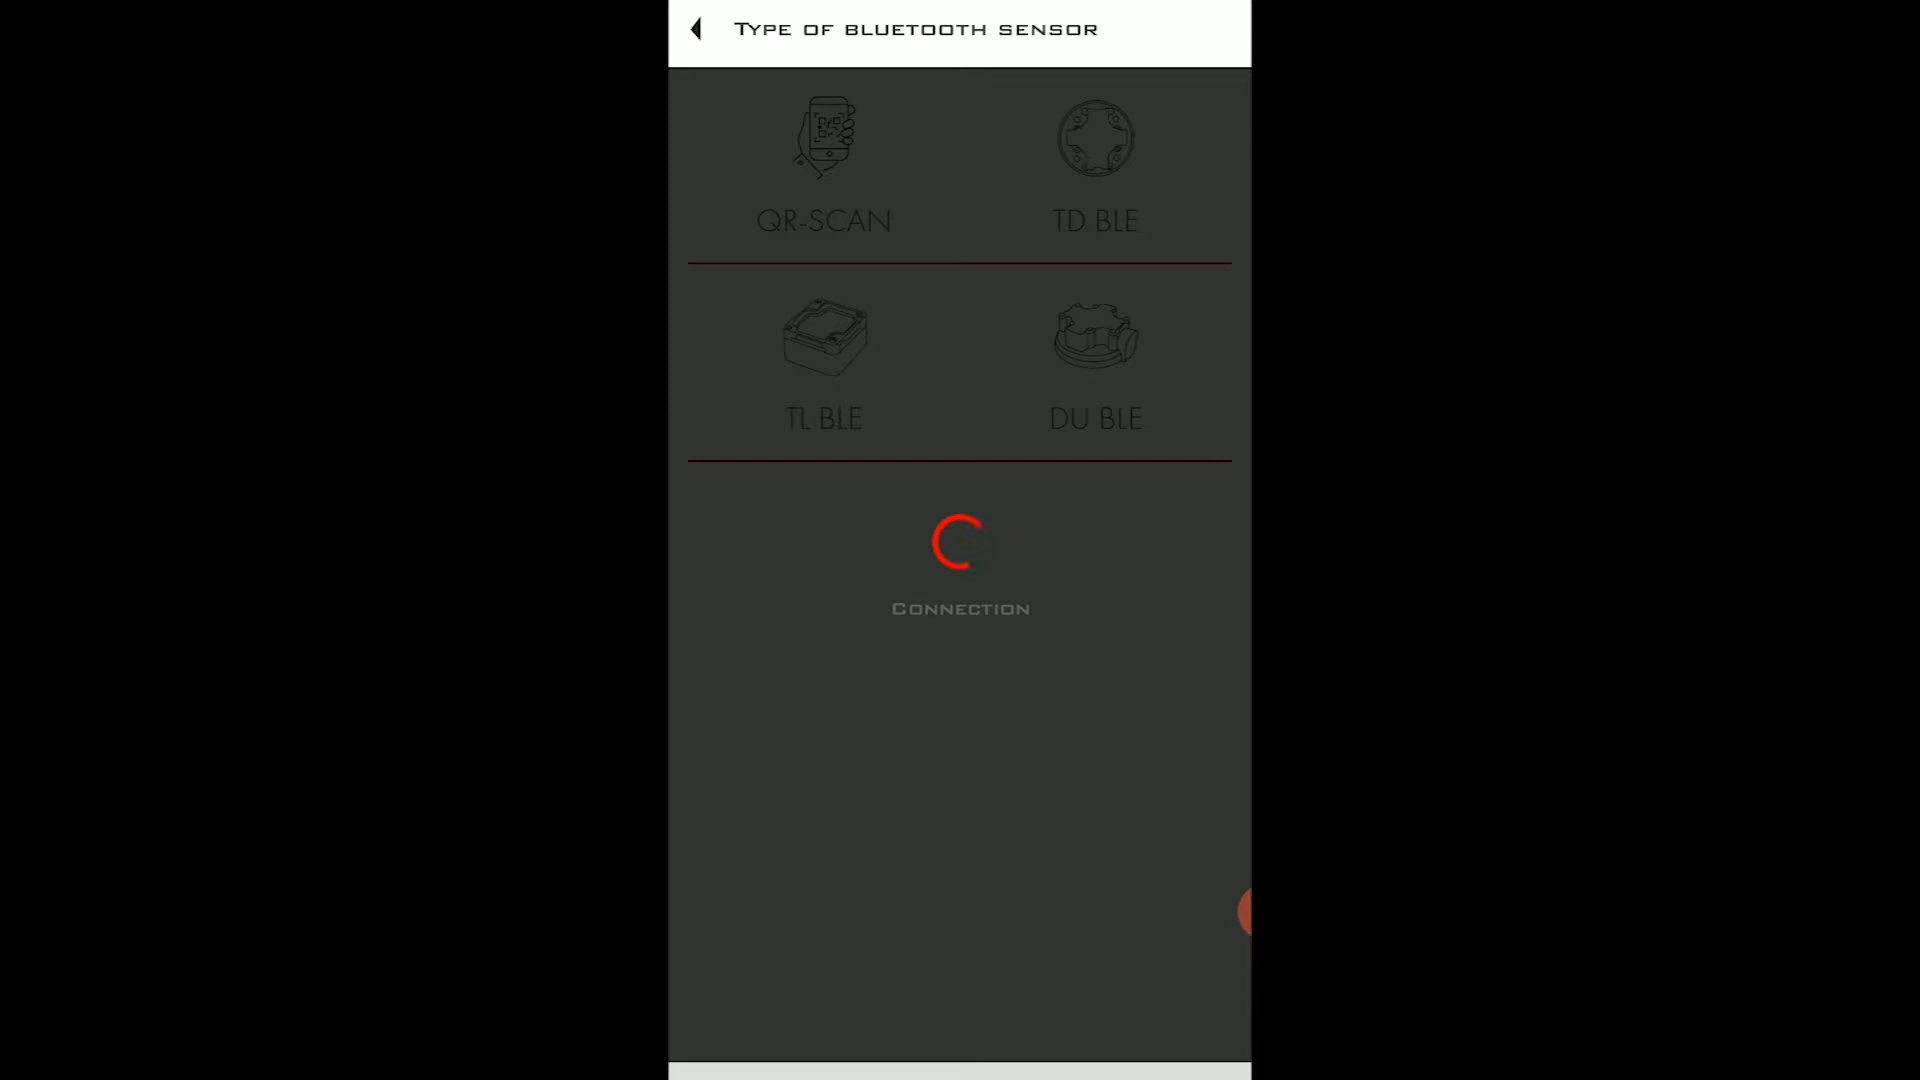 Type of bluetooth sensor
QR-SCAN
TD BLE
TL BLE
DU BLE
Connection